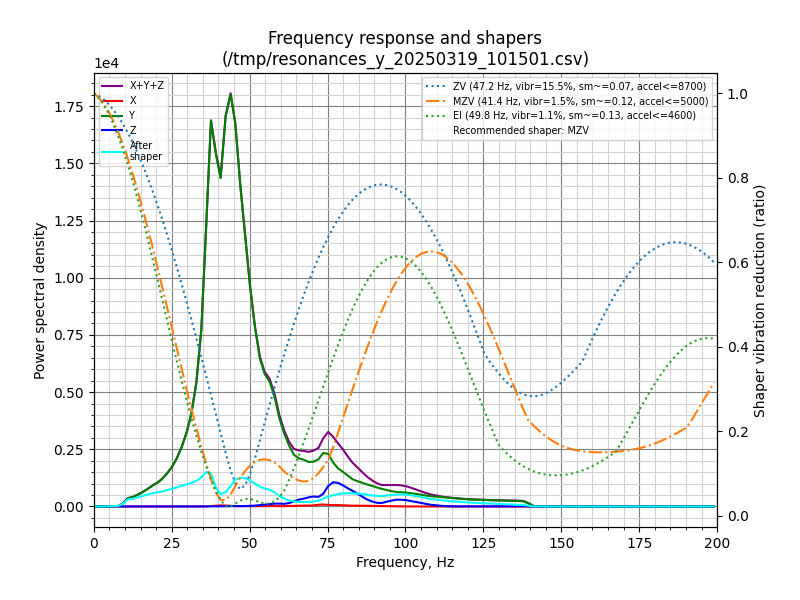 Frequency response and shapers
(/tmp/resonances_y_20250319_101501.csv)
1e4
X+Y+Z
X
Y
Z
After
shaper
ZV (47.2 Hz, vibr=15.5%, sm~=0.07, accel<=8700)
MZV (41.4 Hz, vibr=1.5%, sm~=0.12, accel<=5000)
EI (49.8 Hz, vibr=1.1%, sm~=0.13, accel<=4600)
Recommended shaper: MZV
Power spectral density
1.75
1.50
1.25
1.00
0.75
0.50
0.25
0.00
1.0
0.8
0.6
0.4
0.2
0.0
Shaper vibration reduction (ratio)
0 25 50 75 100 125 150 175 200
Frequency, Hz